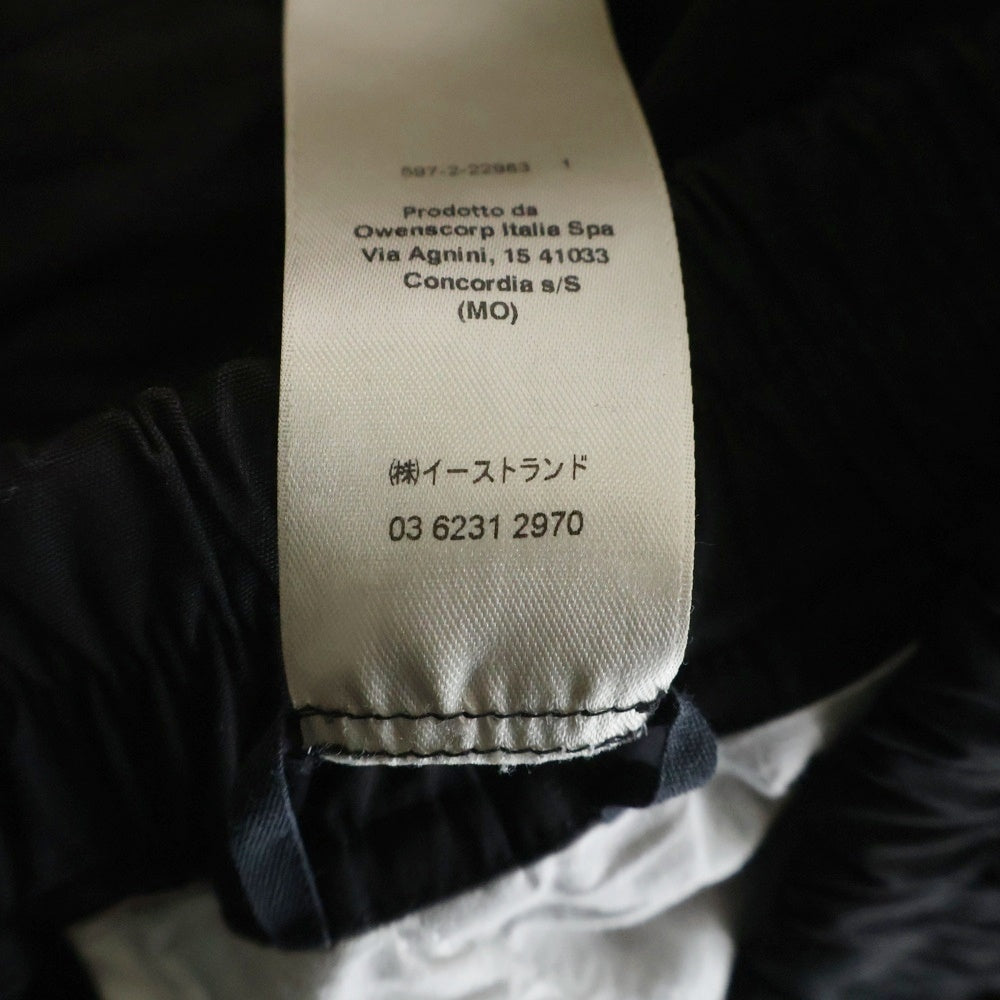 597-2-22983 1
Prodotto da
Owenscorp Italia Spa
Via Agnini, 15 41033
Concordia s/S
(MO)
㈱イーストランド
03 6231 2970